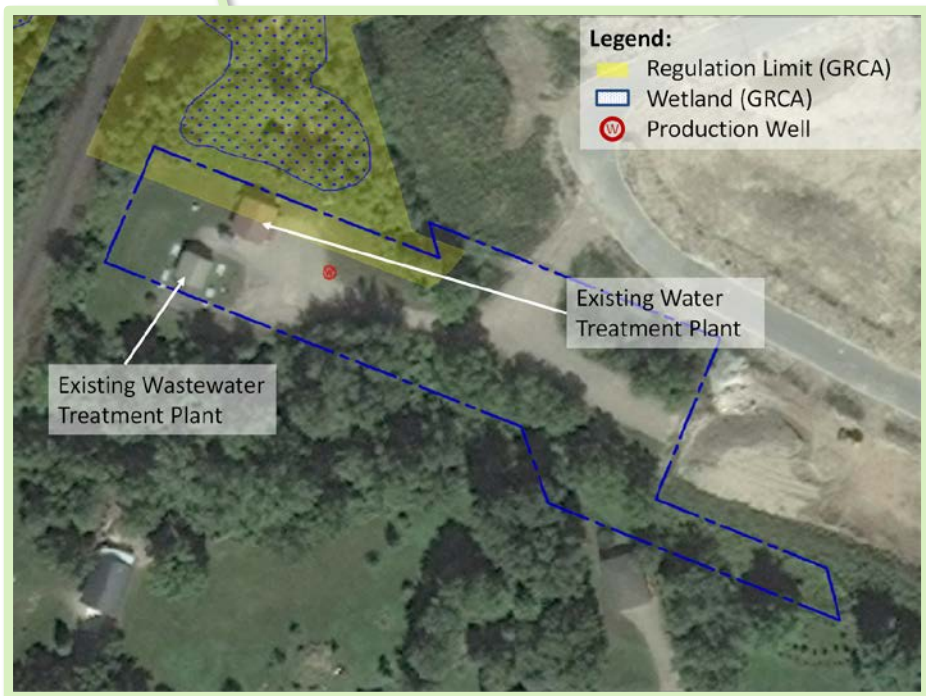 Legend:
Regulation Limit (GRCA)
Wetland (GRCA)
W Production Well
W
Existing Water
Treatment Plant
Existing Wastewater
Treatment Plant